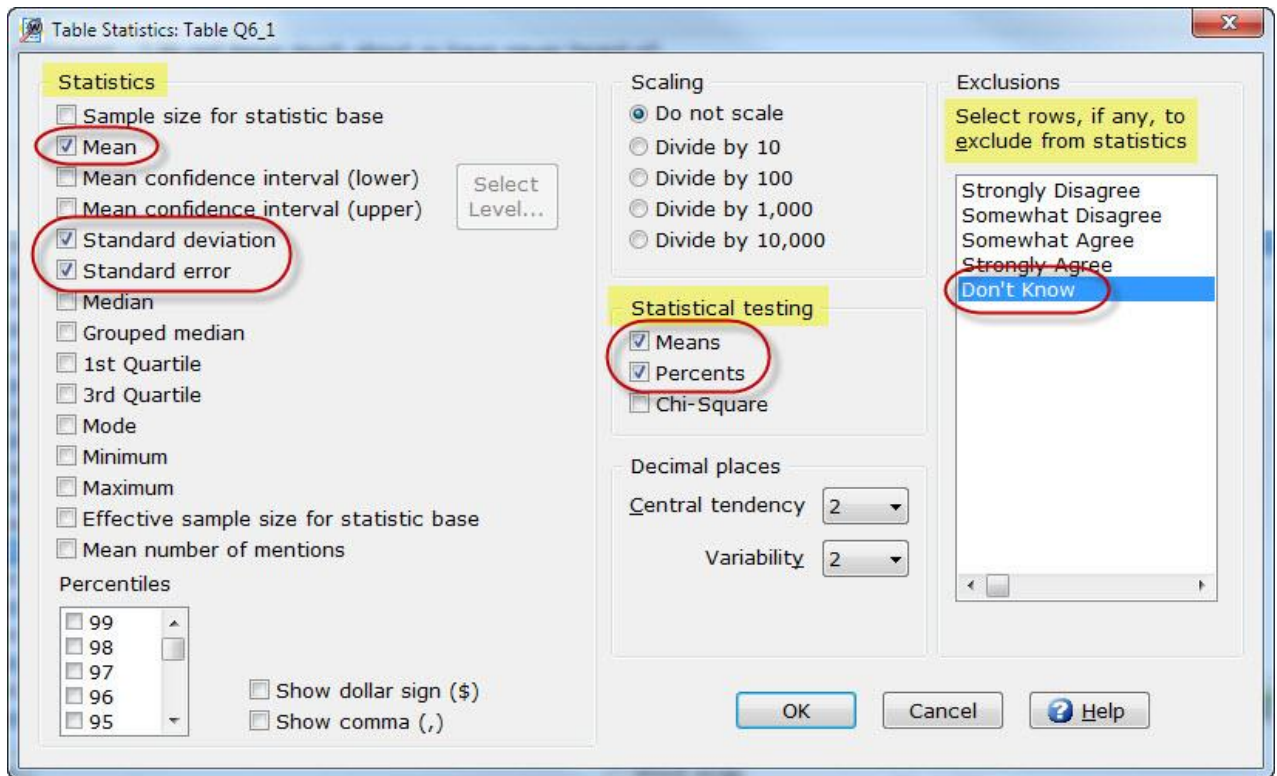 Table Statistics: Table Q6_1
Statistics
Sample size for statistic base
Mean
Mean confidence interval (lower)
Mean confidence interval (upper)
Select
Level...
Standard deviation
Standard error
Median
Grouped median
1st Quartile
3rd Quartile
Mode
Minimum
Maximum
Effective sample size for statistic base
Mean number of mentions
Percentiles
99
98
97
96
95
Show dollar sign ($)
Show comma (,)
Scaling
Do not scale
Divide by 10
Divide by 100
Divide by 1,000
Divide by 10,000
Statistical testing
Means
Percents
Chi-Square
Decimal places
Central tendency 2
Variability 2
Exclusions
Select rows, if any, to
exclude from statistics
Strongly Disagree
Somewhat Disagree
Somewhat Agree
Strongly Agree
Don't Know
OK
Cancel
Help